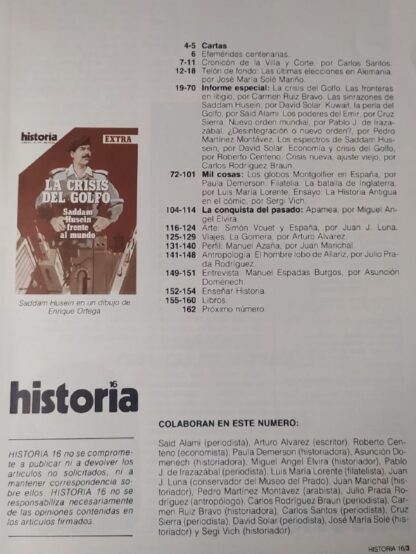 4-5 Cartas
6 Efemérides centenarias.
7-11 Cronicón de la Villa y Corte, por Carlos Santos.
12-18 Telón de fondo: Las últimas elecciones en Alemania,
por José María Solé Mariño.
19-70 Informe especial: La crisis del Golfo. Las fronteras
en litigio, por Carmen Ruiz Bravo. Las sinrazones de
Saddam Husein, por David Solar. Kuwait, la perla del
Golfo, por Said Alami. Los poderes del Emir, por Cruz
Sierra. Nuevo orden mundial, por Pablo J. de Iraza-
zábal. ¿Desintegración o nuevo orden?, por Pedro
Martínez Montávez. Los espectros de Saddam Hus-
sein, por David Solar. Economía y crisis del Golfo,
por Roberto Centeno. Crisis nueva, ajuste viejo, por
Carlos Rodríguez Braun.
72-101 Mil cosas: Los globos Montgolfier en España, por
Paula Demerson. Filatelia: La batalla de Inglaterra,
por Luis María Lorente. Ensayo: La Historia Antigua
en el cómic, por Sergi Vich.
104-114 La conquista del pasado: Apamea, por Miguel An-
gel Elvira.
116-124 Arte: Simón Vouet y España, por Juan J. Luna.
125-129 Viajes: La Gomera, por Arturo Alvarez.
131-140 Perfil: Manuel Azaña, por Juan Marichal.
141-148 Antropología: El hombre lobo de Allariz, por Julio Pra-
da Rodríguez.
149-151 Entrevista: Manuel Espadas Burgos, por Asunción
Doménech.
152-154 Enseñar Historia.
155-160 Libros.
162 Próximo número.
historia
EXTRA
LA CRISIS
DEL GOLFO
Saddam
Husein
frente
al mundo
Saddam Husein en un dibujo de
Enrique Ortega
historia
16
HISTORIA 16 no se comprome-
te a publicar ni a devolver los
artículos no solicitados, ni a
mantener correspondencia so-
bre ellos. HISTORIA 16 no se
responsabiliza necesariamente
de las opiniones contenidas en
los artículos firmados.
COLABORAN EN ESTE NUMERO:
Said Alami (periodista), Arturo Alvarez (escritor), Roberto Cen-
teno (economista), Paula Demerson (historiadora), Asunción Do-
ménech (historiadora), Miguel Angel Elvira (historiador), Pablo
J. de Irazazábal (periodista), Luis María Lorente (filatelista), Juan
J. Luna (conservador del Museo del Prado), Juan Marichal (his-
toriador), Pedro Martínez Montávez (arabista), Julio Prada Ro-
dríguez (antropólogo), Carlos Rodríguez Braun (periodista), Car-
men Ruiz Bravo (historiadora), Carlos Santos (periodista), Cruz
Sierra (periodista), David Solar (periodista), José María Solé (his-
toriador) y Segi Vich (historiador).
HISTORIA 16/3